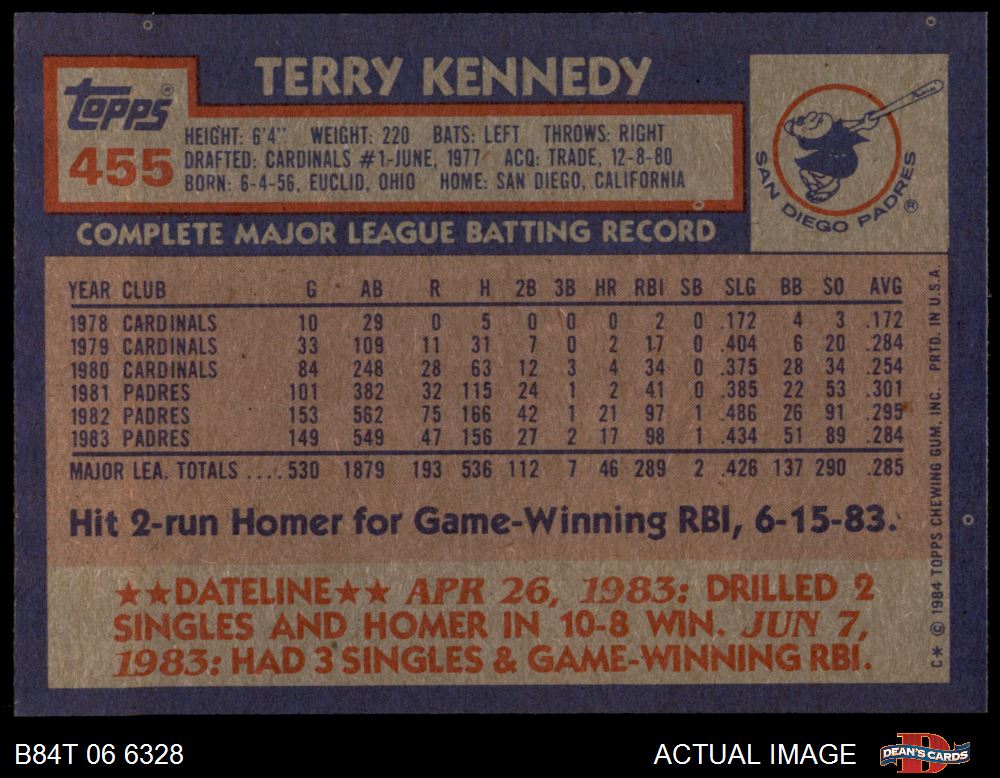 TERRY KENNEDY
Topps®
455
HEIGHT: 6'4" WEIGHT: 220 BATS: LEFT THROWS: RIGHT
DRAFTED: CARDINALS #1-JUNE, 1977 ACQ: TRADE, 12-8-80
BORN: 6-4-56, EUCLID, OHIO HOME: SAN DIEGO, CALIFORNIA
Padres
SAN DIEGO PADRES ®
COMPLETE MAJOR LEAGUE BATTING RECORD
YEAR CLUB G AB R H 2B 3B HR RBI SB SLG BB SO AVG
1978 CARDINALS 10 29 0 5 0 0 0 2 0 .172 4 3 .172
1979 CARDINALS 33 109 11 31 7 0 2 17 0 .404 6 20 .284
1980 CARDINALS 84 248 28 63 12 3 4 34 0 .375 28 34 .254
1981 PADRES 101 382 32 115 24 1 2 41 0 .385 22 53 .301
1982 PADRES 153 562 75 166 42 1 21 97 1 .486 26 91 .295
1983 PADRES 149 549 47 156 27 2 17 98 1 .434 51 89 .284
MAJOR LEA. TOTALS .... 530 1879 193 536 112 7 46 289 2 .426 137 290 .285
Hit 2-run Homer for Game-Winning RBI, 6-15-83.
★★DATELINE★★ APR 26, 1983: DRILLED 2
SINGLES AND HOMER IN 10-8 WIN. JUN 7,
1983: HAD 3 SINGLES & GAME-WINNING RBI.
C* © 1984 TOPPS CHEWING GUM, INC. PRTD. IN U.S.A.
B84T 06 6328
ACTUAL IMAGE
D
DEAN'S CARDS